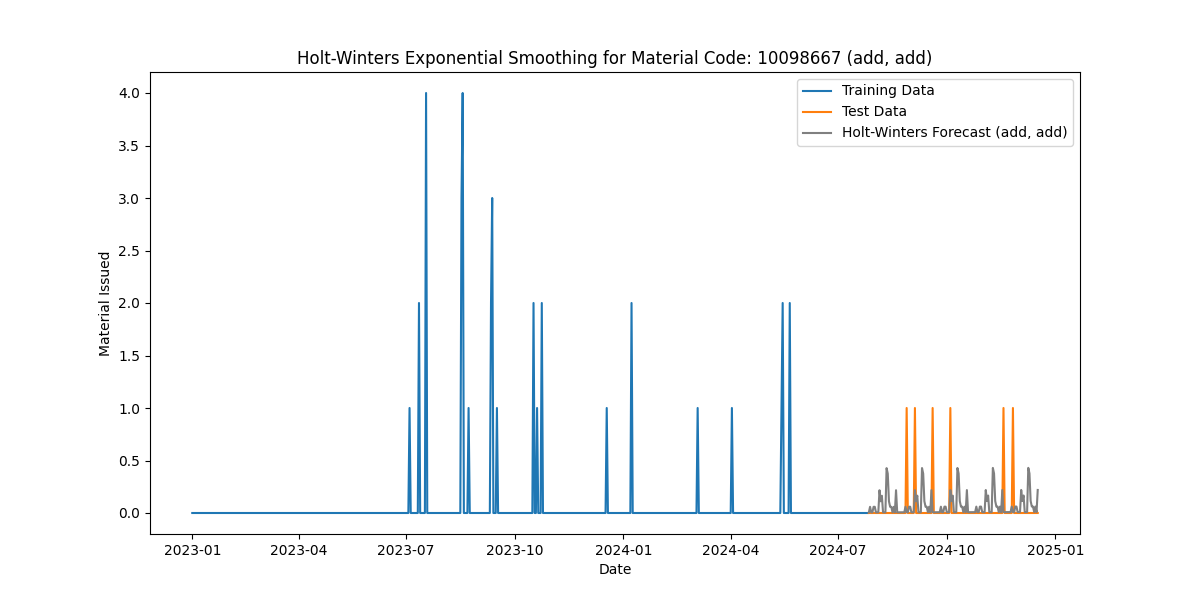 Holt-Winters Exponential Smoothing for Material Code: 10098667 (add, add)
Training Data
Test Data
Holt-Winters Forecast (add, add)
4.0
3.5
3.0
2.5
2.0
1.5
1.0
0.5
0.0
Material Issued
2023-01 2023-04 2023-07 2023-10 2024-01 2024-04 2024-07 2024-10 2025-01
Date